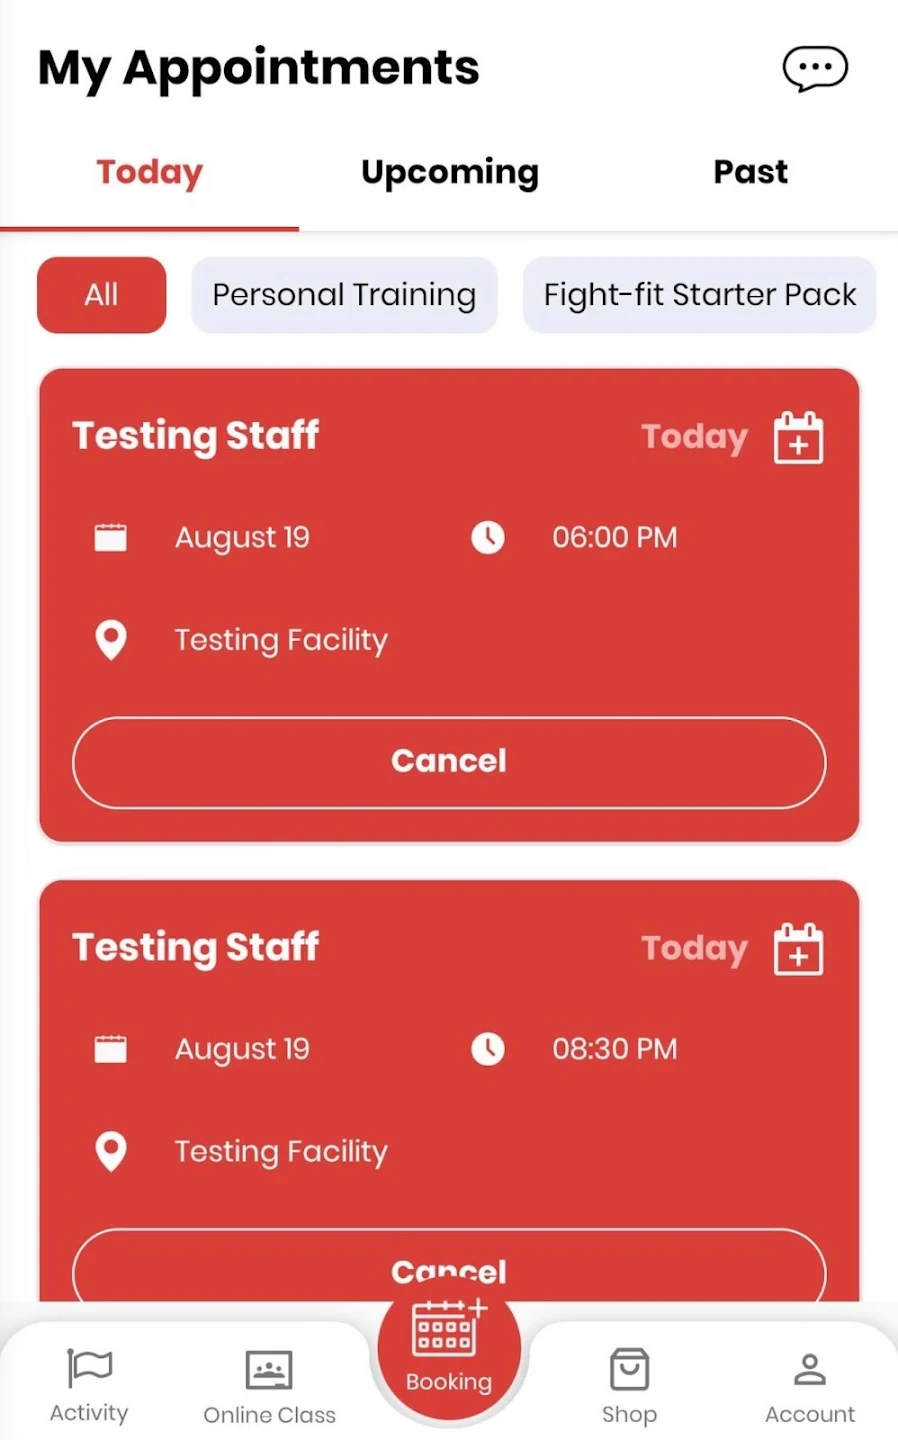 My Appointments
Today Upcoming Past
All Personal Training Fight-fit Starter Pack
Testing Staff Today
August 19 06:00 PM
Testing Facility
Cancel
Testing Staff Today
August 19 08:30 PM
Testing Facility
Cancel
Activity Online Class Booking Shop Account